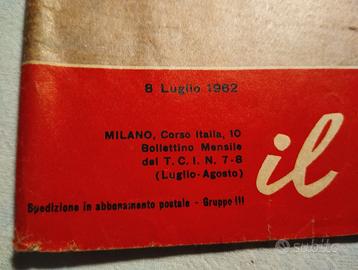 8 Luglio 1962
MILANO, Corso Italia, 10
Bollettino Mensile
del T. C. I. N. 7-8
(Luglio-Agosto)
il
Spedizione in abbonamento postale - Gruppo III
subito